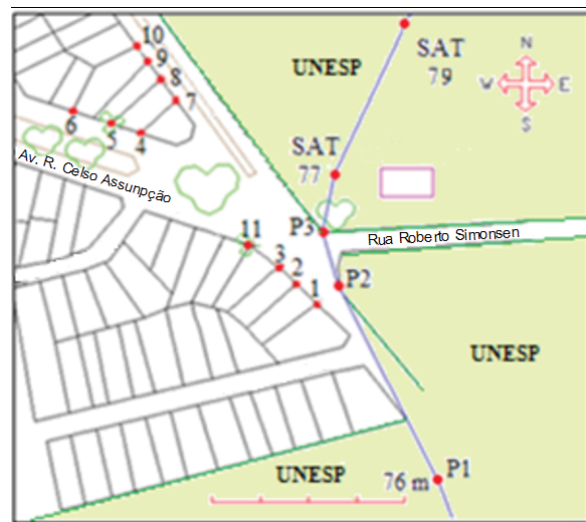 10
9
8
7
6
5
4
UNESP
SAT
79
N
W
E
S
SAT
77
Av. R. Celso Assunpção
P3
Rua Roberto Simonsen
11
3
2
1
P2
UNESP
UNESP
76 m
P1